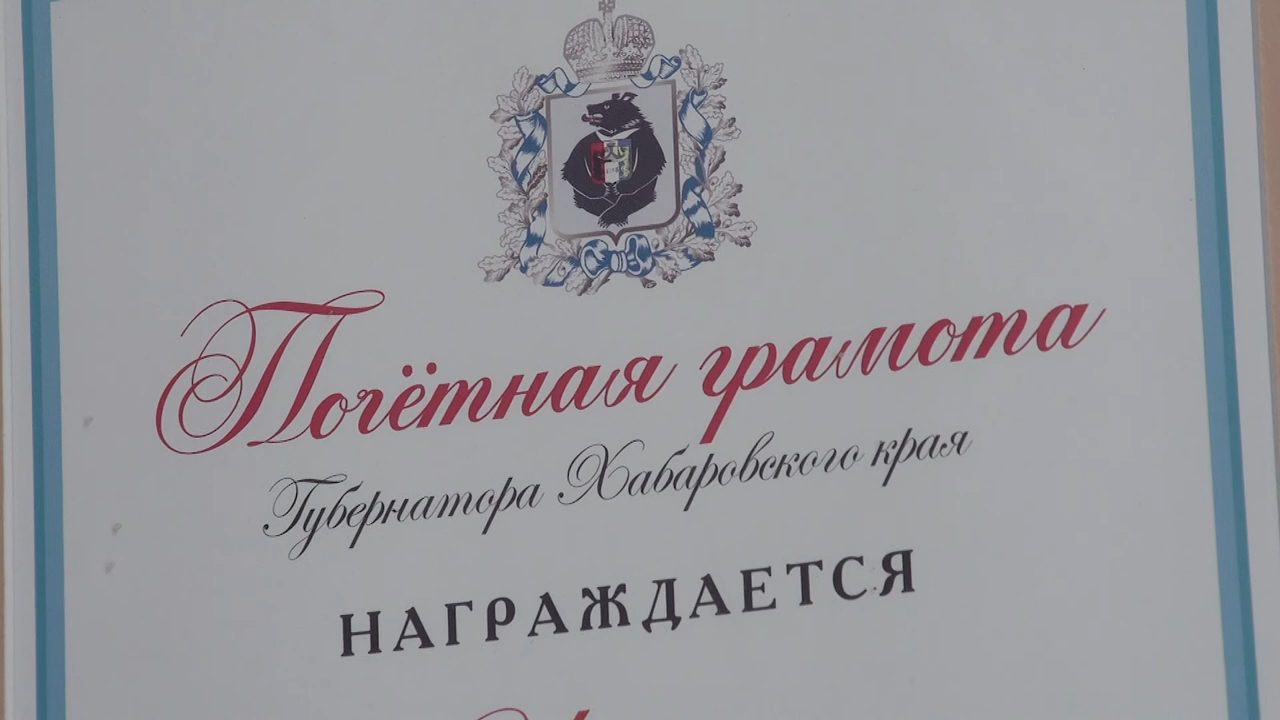 Почётная грамота
Губернатора Хабаровского края
НАГРАЖДАЕТСЯ